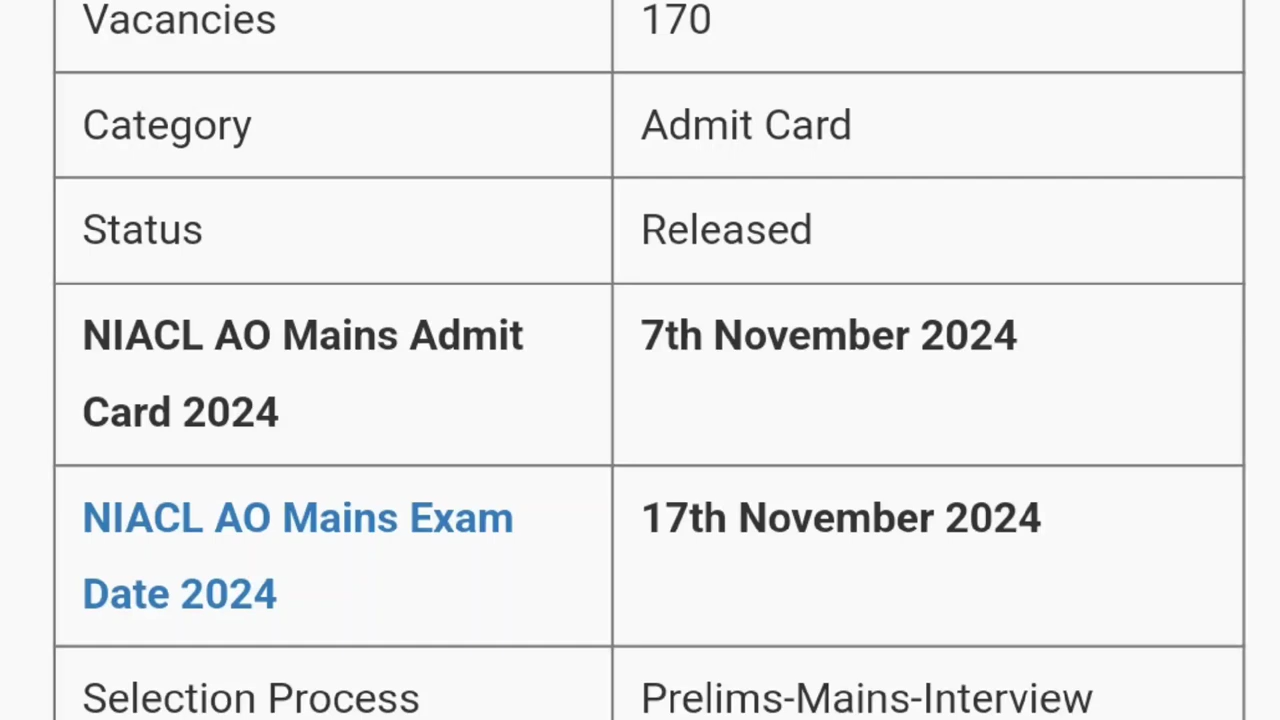 Vacancies 170
Category Admit Card
Status Released
NIACL AO Mains Admit 7th November 2024
Card 2024
NIACL AO Mains Exam 17th November 2024
Date 2024
Selection Process Prelims-Mains-Interview